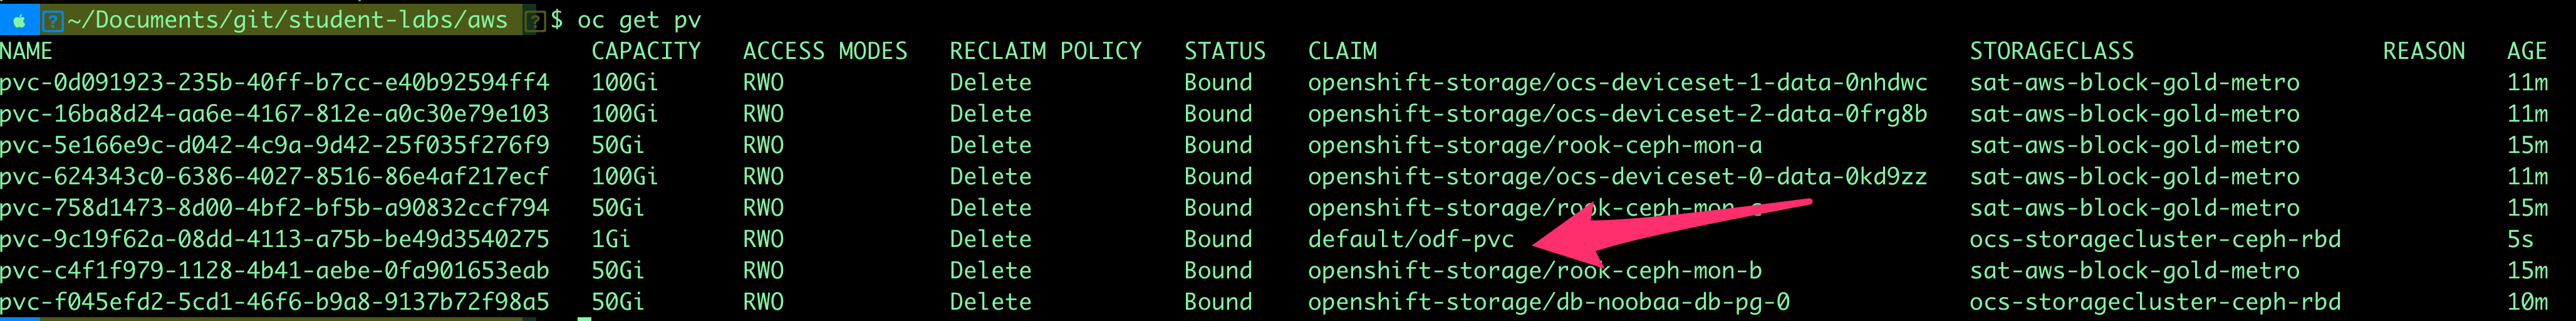 ~/Documents/git/student-labs/aws $ oc get pv
NAME CAPACITY ACCESS MODES RECLAIM POLICY STATUS CLAIM STORAGECLASS REASON AGE
pvc-0d091923-235b-40ff-b7cc-e40b92594ff4 100Gi RWO Delete Bound openshift-storage/ocs-deviceset-1-data-0nhdwc sat-aws-block-gold-metro 11m
pvc-16ba8d24-aa6e-4167-812e-a0c30e79e103 100Gi RWO Delete Bound openshift-storage/ocs-deviceset-2-data-0frg8b sat-aws-block-gold-metro 11m
pvc-5e166e9c-d042-4c9a-9d42-25f035f276f9 50Gi RWO Delete Bound openshift-storage/rook-ceph-mon-a sat-aws-block-gold-metro 15m
pvc-624343c0-6386-4027-8516-86e4af217ecf 100Gi RWO Delete Bound openshift-storage/ocs-deviceset-0-data-0kd9zz sat-aws-block-gold-metro 11m
pvc-758d1473-8d00-4bf2-bf5b-a90832ccf794 50Gi RWO Delete Bound openshift-storage/rook-ceph-mon-c sat-aws-block-gold-metro 15m
pvc-9c19f62a-08dd-4113-a75b-be49d3540275 1Gi RWO Delete Bound default/odf-pvc ocs-storagecluster-ceph-rbd 5s
pvc-c4f1f979-1128-4b41-aebe-0fa901653eab 50Gi RWO Delete Bound openshift-storage/rook-ceph-mon-b sat-aws-block-gold-metro 15m
pvc-f045efd2-5cd1-46f6-b9a8-9137b72f98a5 50Gi RWO Delete Bound openshift-storage/db-noobaa-db-pg-0 ocs-storagecluster-ceph-rbd 10m